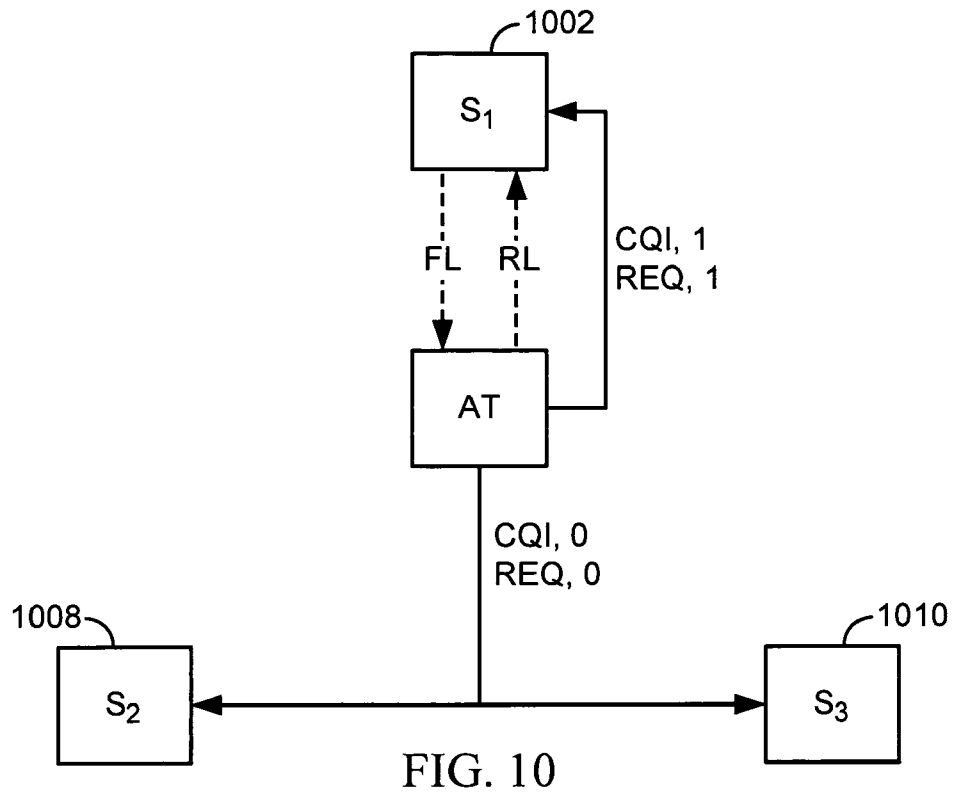 1002
S1
FL RL
CQI, 1
REQ, 1
AT
CQI, 0
REQ, 0
1008
1010
S2
S3
FIG. 10